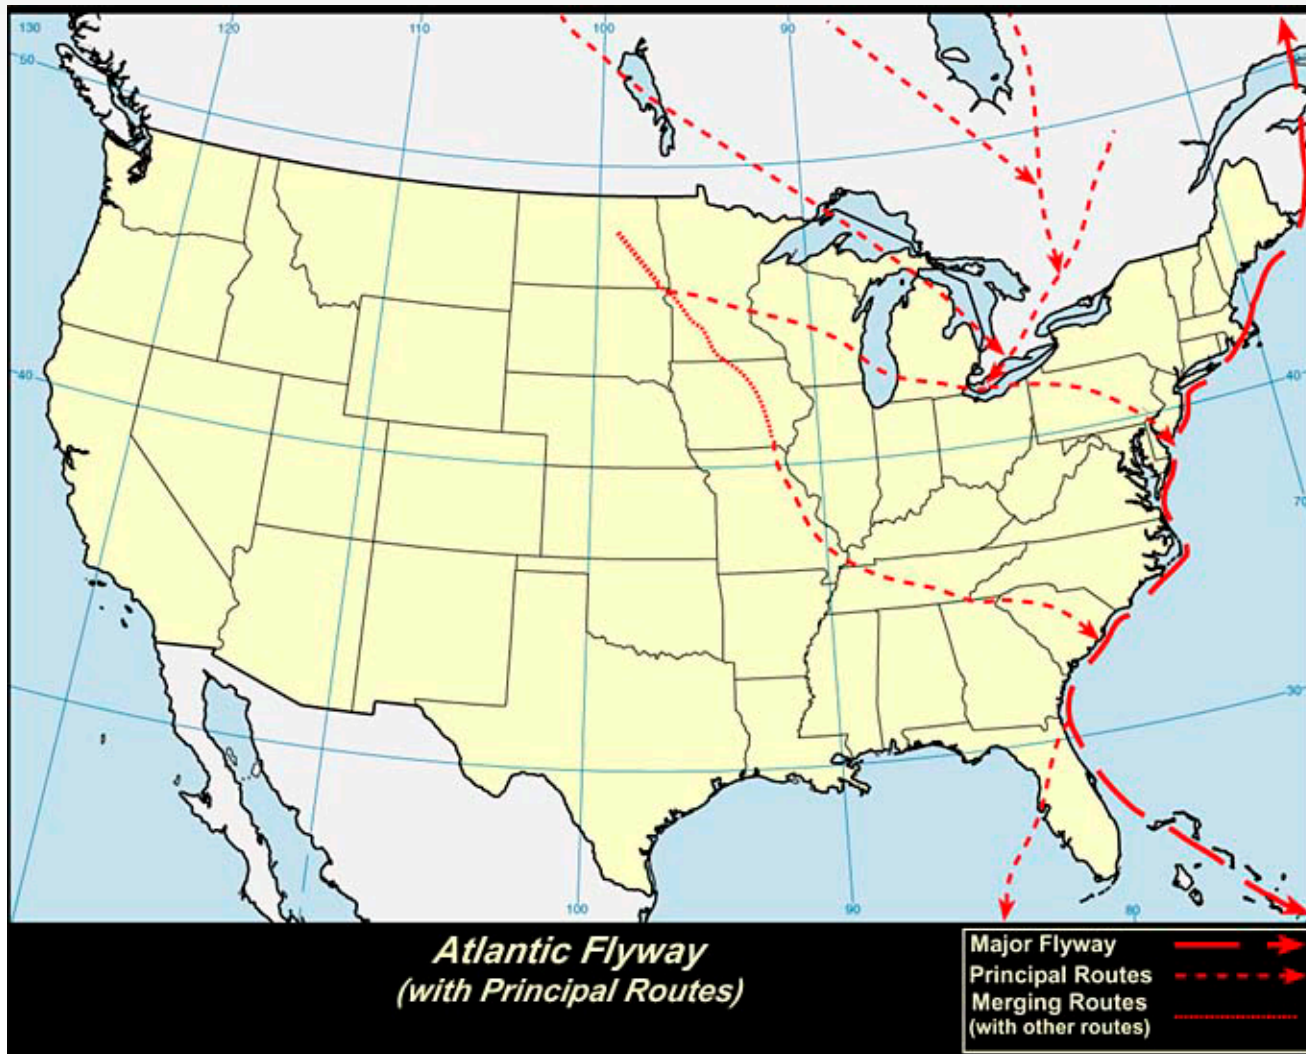 130 120 110 100 90
50
40 40
70
30
100 90 80
Atlantic Flyway
(with Principal Routes)
Major Flyway
Principal Routes
Merging Routes
(with other routes)